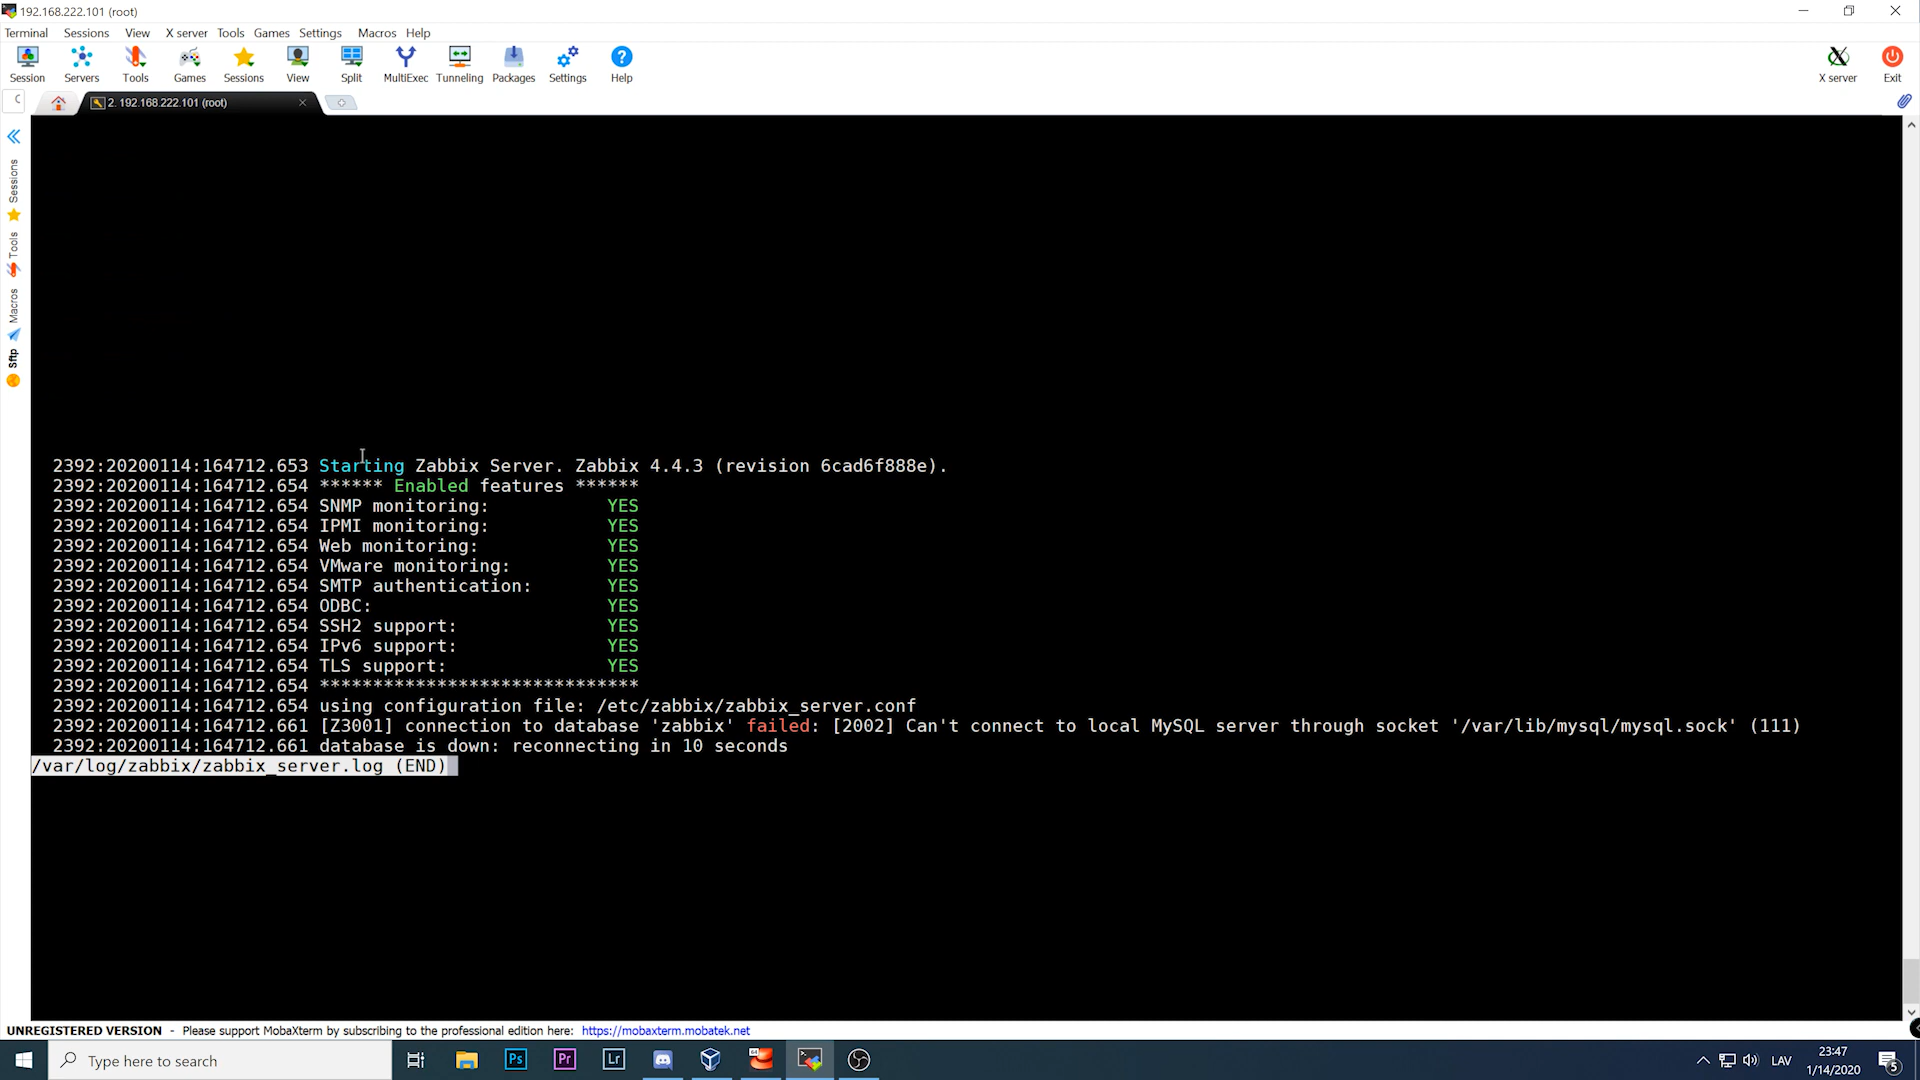 192.168.222.101 (root)
Terminal Sessions View X server Tools Games Settings Macros Help
Session Servers Tools Games Sessions View Split MultiExec Tunneling Packages Settings Help X server Exit
2. 192.168.222.101 (root)
Sessions
Tools
Macros
Sftp
2392:20200114:164712.653 Starting Zabbix Server. Zabbix 4.4.3 (revision 6cad6f888e).
2392:20200114:164712.654 ****** Enabled features ******
2392:20200114:164712.654 SNMP monitoring: YES
2392:20200114:164712.654 IPMI monitoring: YES
2392:20200114:164712.654 Web monitoring: YES
2392:20200114:164712.654 VMware monitoring: YES
2392:20200114:164712.654 SMTP authentication: YES
2392:20200114:164712.654 ODBC: YES
2392:20200114:164712.654 SSH2 support: YES
2392:20200114:164712.654 IPv6 support: YES
2392:20200114:164712.654 TLS support: YES
2392:20200114:164712.654 ******************************
2392:20200114:164712.654 using configuration file: /etc/zabbix/zabbix_server.conf
2392:20200114:164712.661 [Z3001] connection to database 'zabbix' failed: [2002] Can't connect to local MySQL server through socket '/var/lib/mysql/mysql.sock' (111)
2392:20200114:164712.661 database is down: reconnecting in 10 seconds
/var/log/zabbix/zabbix_server.log (END)
UNREGISTERED VERSION - Please support MobaXterm by subscribing to the professional edition here: https://mobaxterm.mobatek.net
Type here to search
Ps Pr Lr 64
LAV
23:47
1/14/2020
5